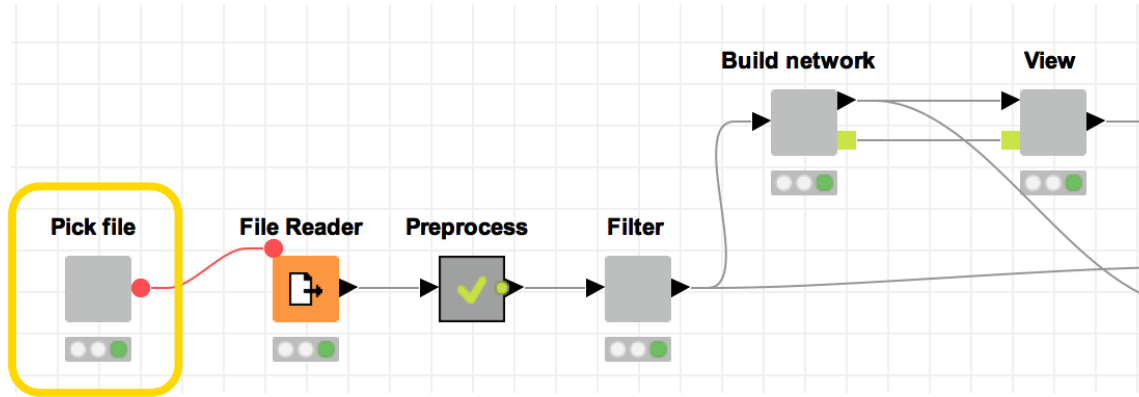 Build network
View
Pick file
File Reader
Preprocess
Filter